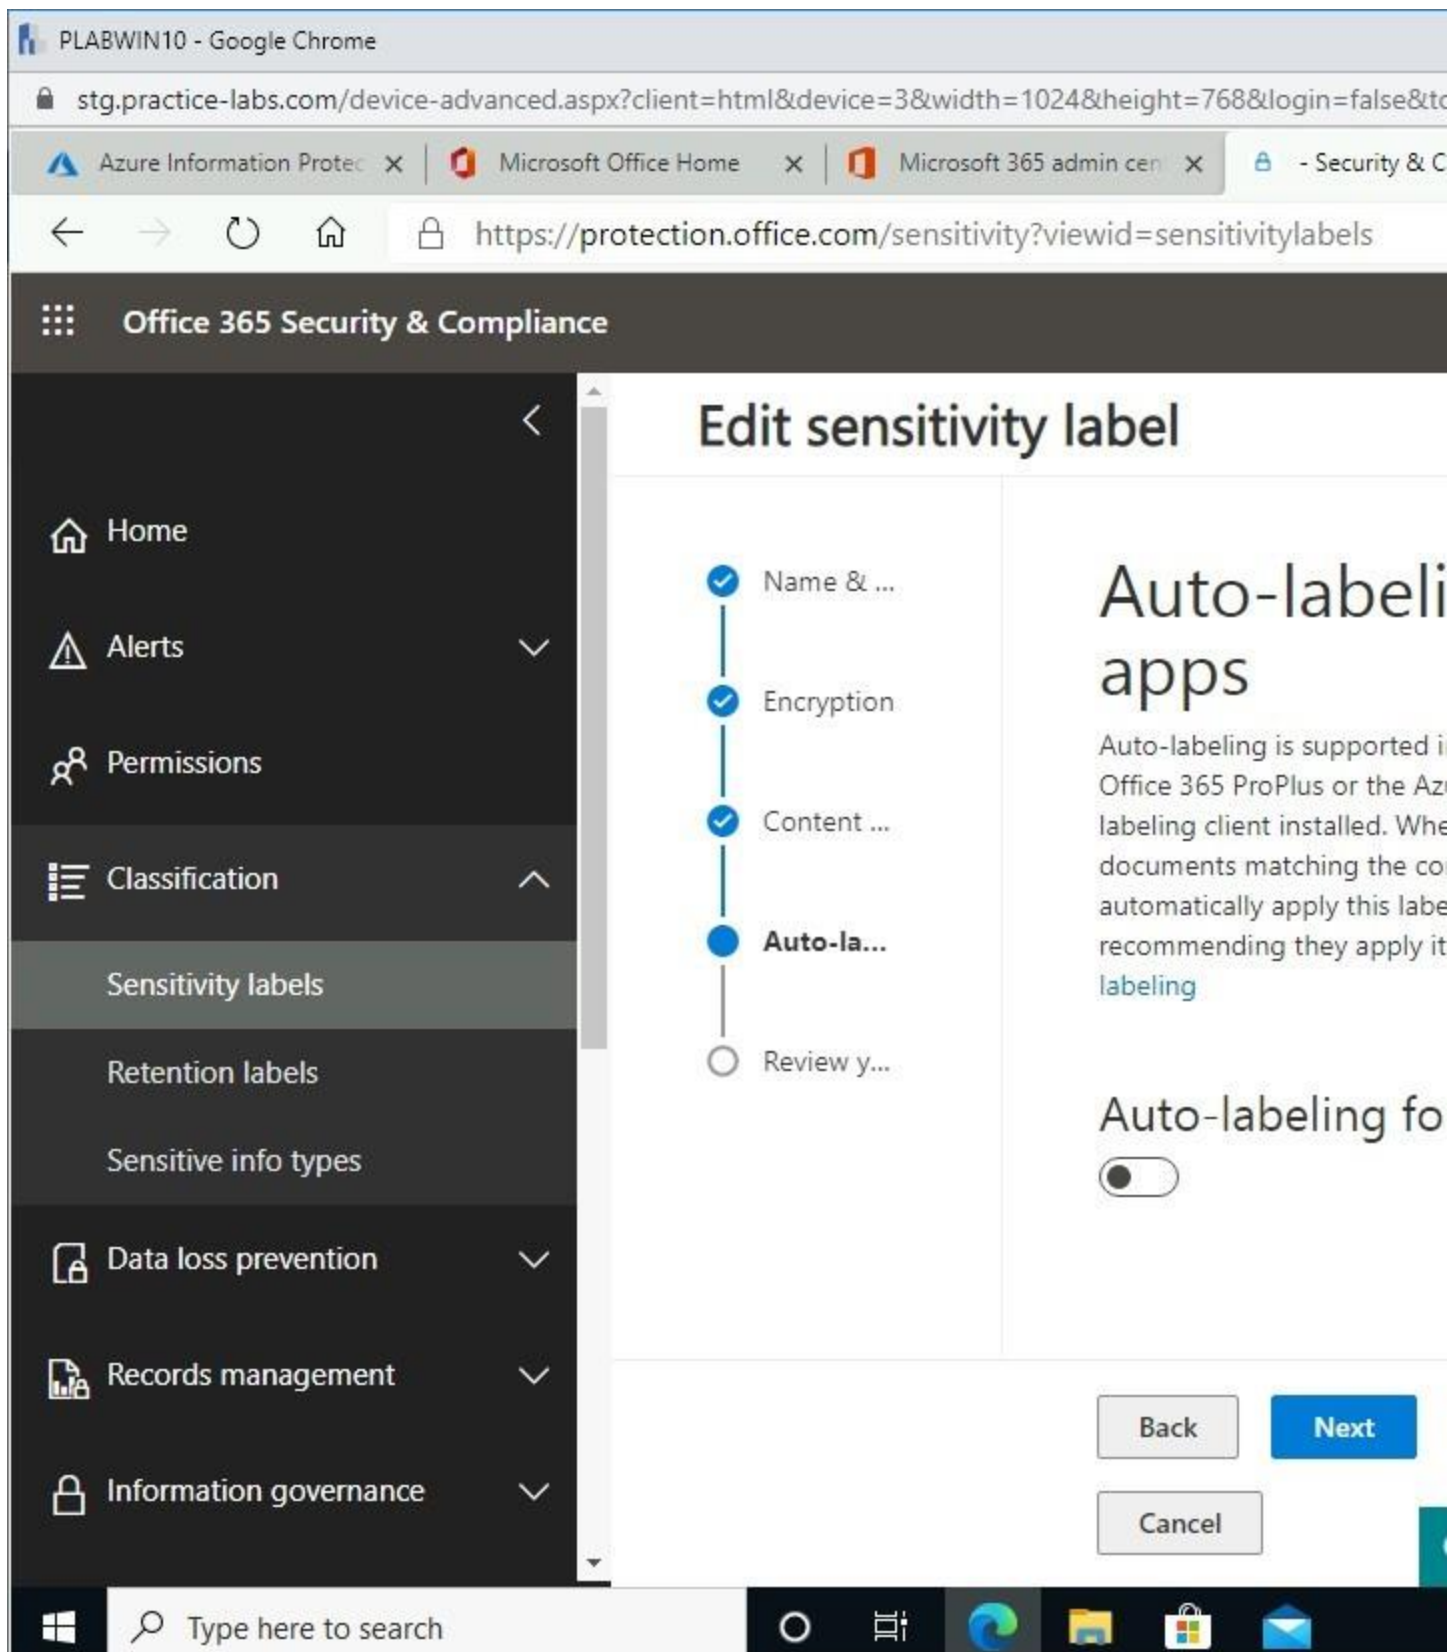 PLABWIN10 - Google Chrome
stg.practice-labs.com/device-advanced.aspx?client=html&device=3&width=1024&height=768&login=false&to
Azure Information Protec
Microsoft Office Home
Microsoft 365 admin cen
- Security & C
https://protection.office.com/sensitivity?viewid=sensitivitylabels
Office 365 Security & Compliance
Home
Alerts
Permissions
Classification
Sensitivity labels
Retention labels
Sensitive info types
Data loss prevention
Records management
Information governance
Edit sensitivity label
Name & ...
Encryption
Content ...
Auto-la...
Review y...
Auto-labeli
apps
Auto-labeling is supported i
Office 365 ProPlus or the Azu
labeling client installed. Whe
documents matching the co
automatically apply this labe
recommending they apply it
labeling
Auto-labeling fo
Back
Next
Cancel
Type here to search